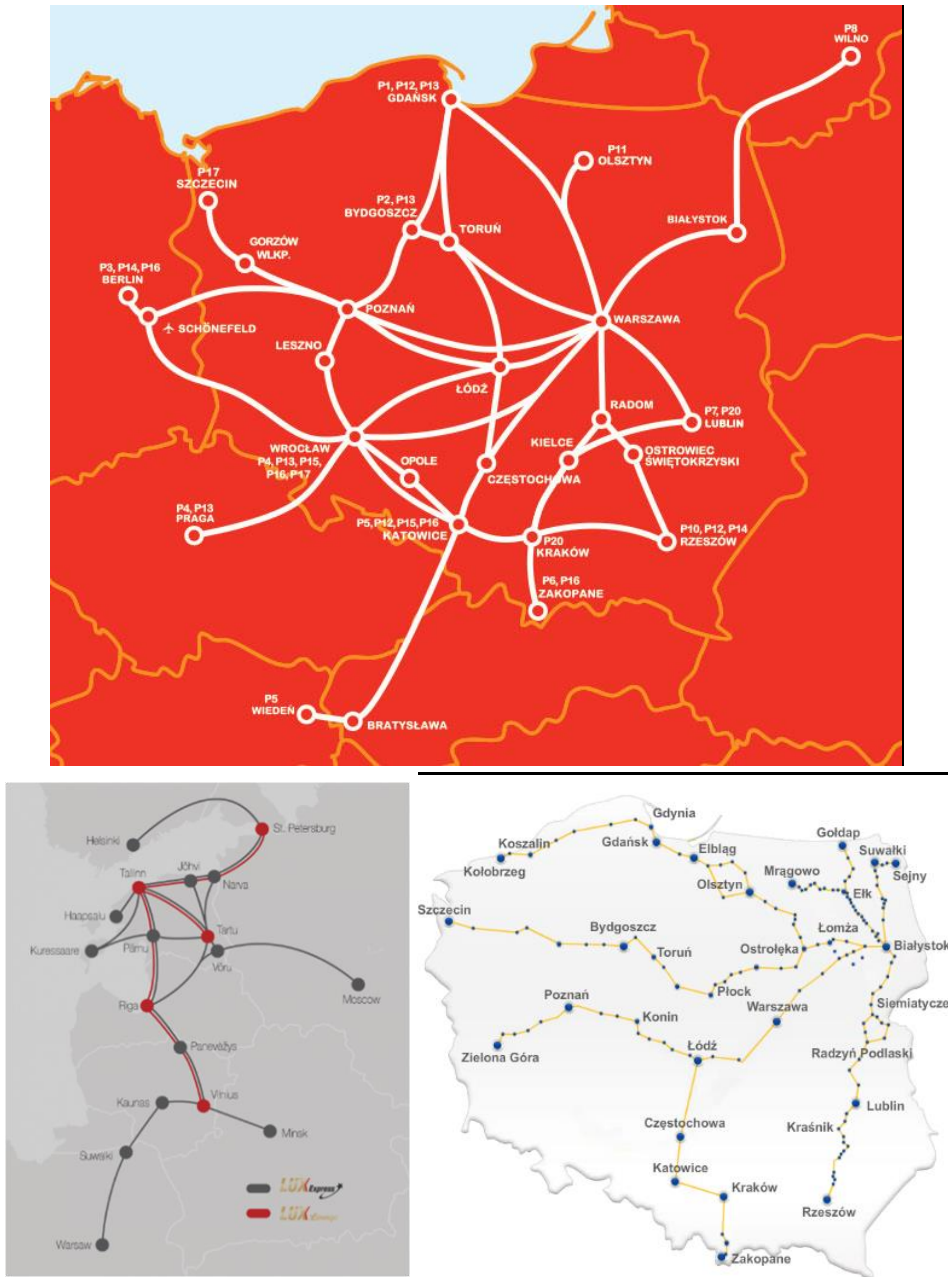 P8
WILNO
P1, P12, P13
GDAŃSK
P11
OLSZTYN
P17
SZCZECIN
P2, P13
BYDGOSZCZ
TORUŃ
BIAŁYSTOK
GORZÓW
WLKP.
P3, P14, P16
BERLIN
SCHÖNEFELD
POZNAŃ
WARSZAWA
LESZNO
ŁÓDŹ
RADOM
P7, P20
LUBLIN
KIELCE
OSTROWIEC
ŚWIĘTOKRZYSKI
WROCŁAW
P4, P13, P15,
P16, P17
OPOLE
CZĘSTOCHOWA
P4, P13
PRAGA
P5, P12, P15, P16
KATOWICE
P20
KRAKÓW
P10, P12, P14
RZESZÓW
P6, P16
ZAKOPANE
P5
WIEDEŃ
BRATYSŁAWA
Helsinki
St. Petersburg
Tallinn
Jõhvi
Narva
Haapsalu
Tartu
Kuressaare
Pärnu
Võru
Moscow
Riga
Panevėžys
Kaunas
Vilnius
Minsk
Suwalki
Warsaw
LUX Express
LUX Express
Gdynia
Koszalin
Gdańsk
Elbląg
Gołdap
Suwałki
Kołobrzeg
Mrągowo
Sejny
Olsztyn
Ełk
Szczecin
Bydgoszcz
Łomża
Toruń
Ostrołęka
Białystok
Płock
Poznań
Konin
Warszawa
Siemiatycze
Zielona Góra
Łódź
Radzyń Podlaski
Lublin
Częstochowa
Kraśnik
Katowice
Kraków
Rzeszów
Zakopane